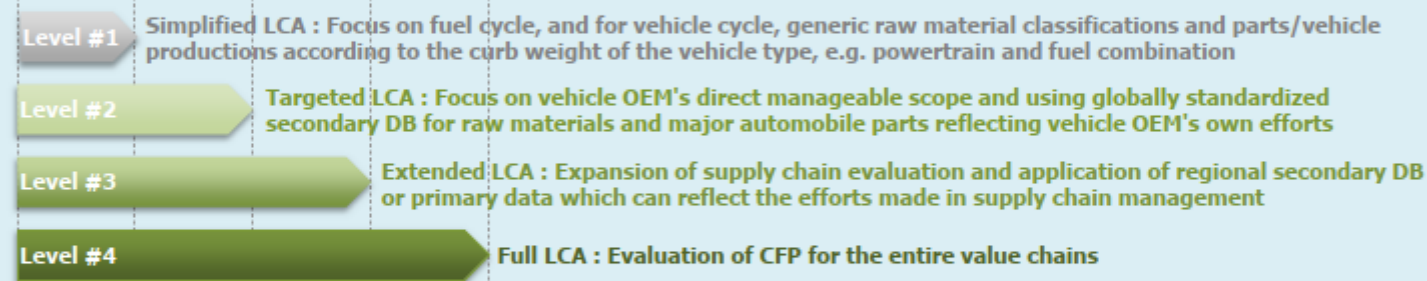 Level #1
Simplified LCA : Focus on fuel cycle, and for vehicle cycle, generic raw material classifications and parts/vehicle
productions according to the curb weight of the vehicle type, e.g. powertrain and fuel combination
Level #2
Targeted LCA : Focus on vehicle OEM's direct manageable scope and using globally standardized
secondary DB for raw materials and major automobile parts reflecting vehicle OEM's own efforts
Level #3
Extended LCA : Expansion of supply chain evaluation and application of regional secondary DB
or primary data which can reflect the efforts made in supply chain management
Level #4
Full LCA : Evaluation of CFP for the entire value chains